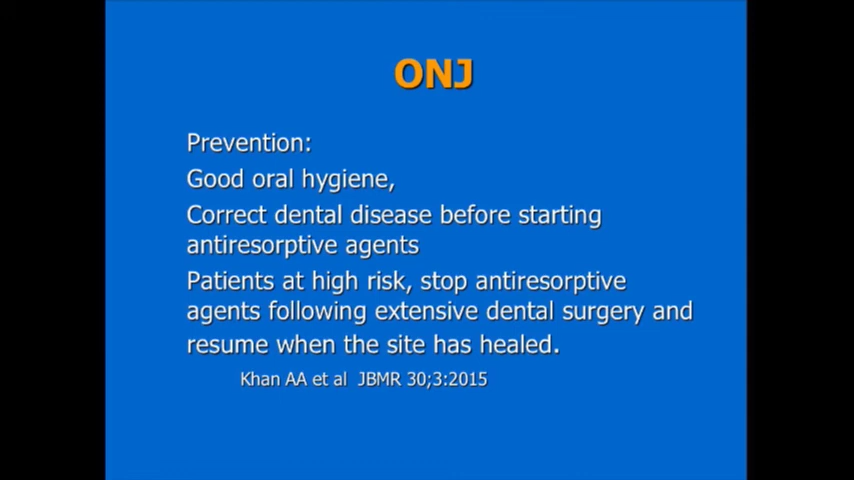 ONJ
Prevention:
Good oral hygiene,
Correct dental disease before starting
antiresorptive agents
Patients at high risk, stop antiresorptive
agents following extensive dental surgery and
resume when the site has healed.
Khan AA et al  JBMR 30;3:2015